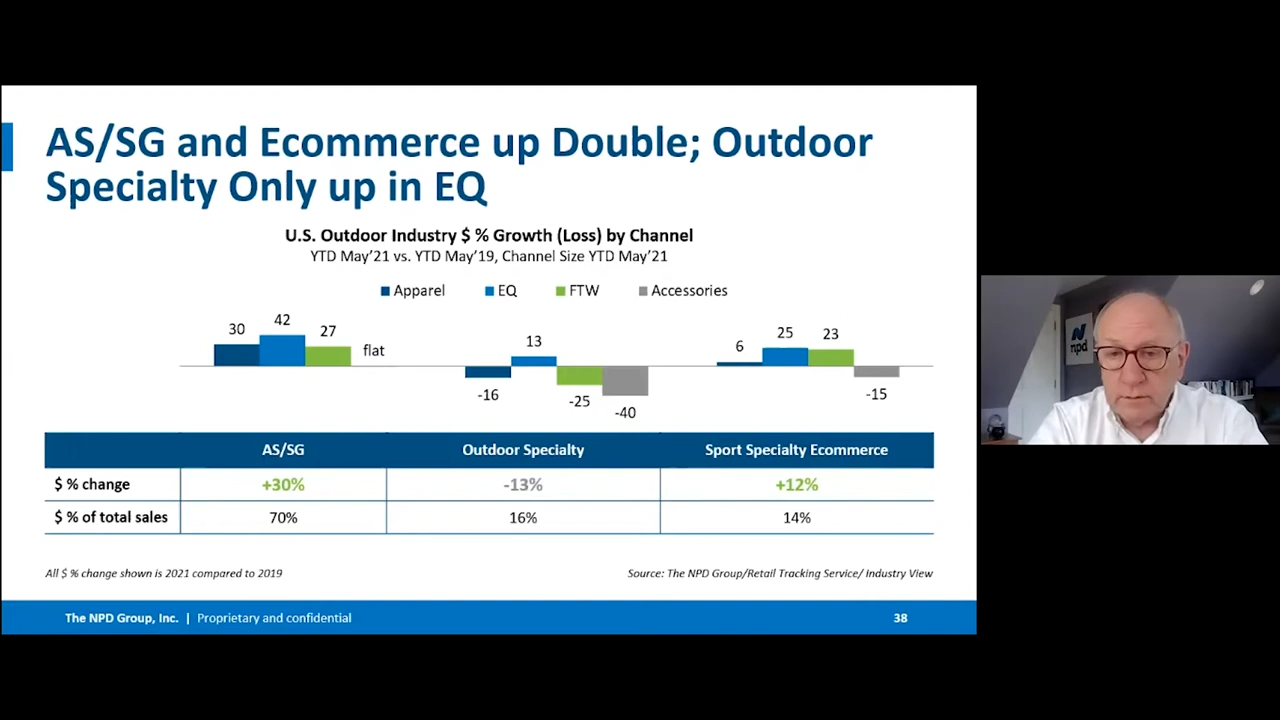 AS/SG and Ecommerce up Double; Outdoor
Specialty Only up in EQ
U.S. Outdoor Industry $ % Growth (Loss) by Channel
YTD May'21 vs. YTD May'19, Channel Size YTD May'21
Apparel EQ FTW Accessories
30 42 27 flat
-16 13 -25 -40
6 25 23 -15
AS/SG Outdoor Specialty Sport Specialty Ecommerce
$ % change +30% -13% +12%
$ % of total sales 70% 16% 14%
All $ % change shown is 2021 compared to 2019
Source: The NPD Group/Retail Tracking Service/ Industry View
The NPD Group, Inc. | Proprietary and confidential
38
npd